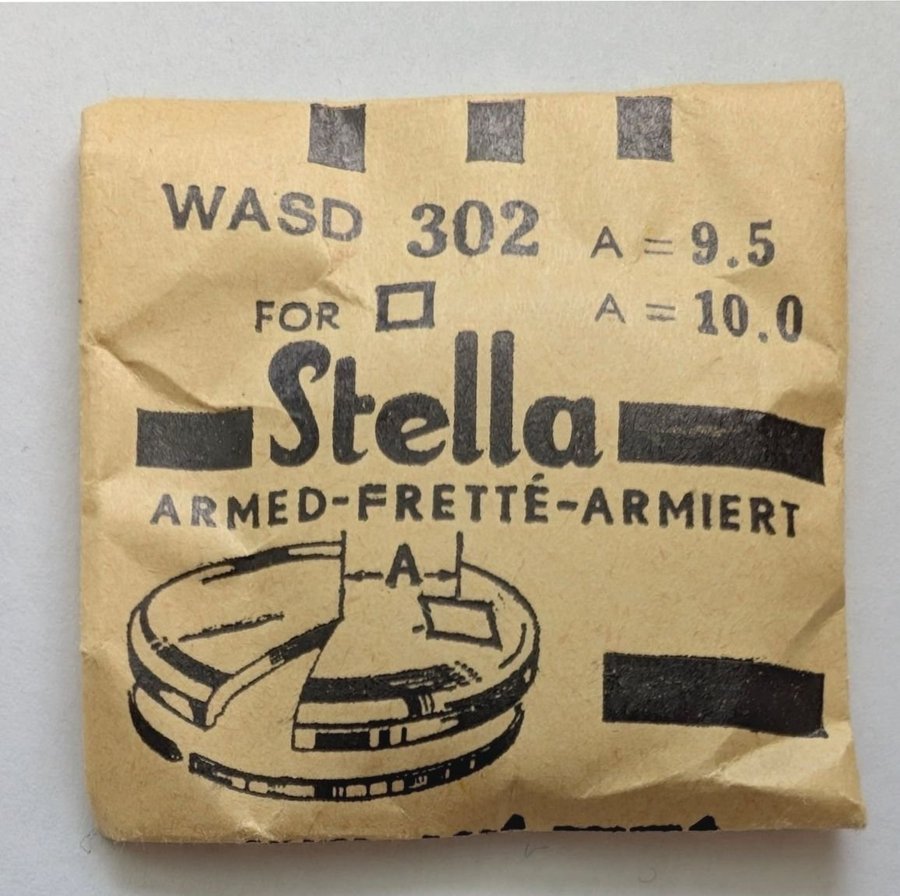 WASD 302 A = 9.5
FOR A = 10.0
Stella
ARMED-FRETTÉ-ARMIERT
A